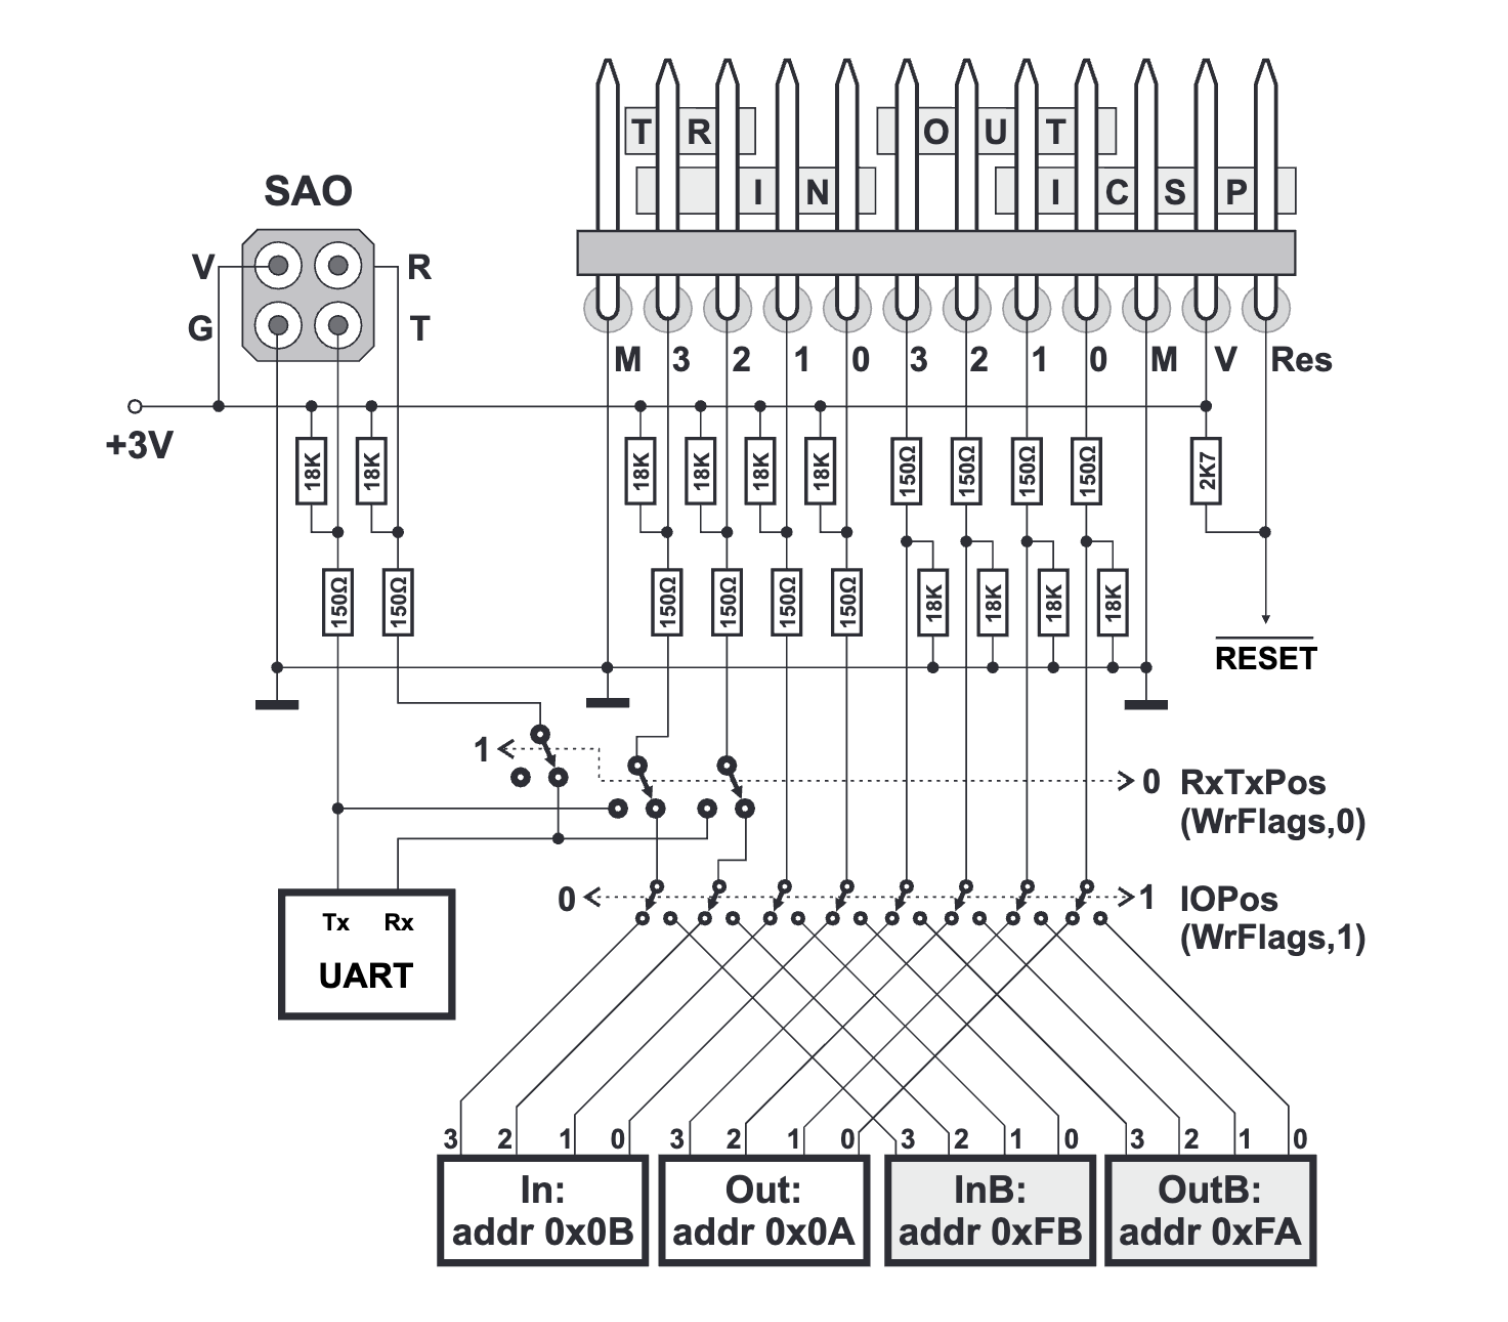 T R
O U T
I N
I C S P
SAO
V
R
G
T
M 3 2 1 0 3 2 1 0 M V Res
+3V
18K
18K
18K
18K
18K
18K
150Ω
150Ω
150Ω
150Ω
2K7
150Ω
150Ω
150Ω
150Ω
150Ω
150Ω
18K
18K
18K
18K
RESET
1
0 RxTxPos
(WrFlags,0)
0
1 IOPos
(WrFlags,1)
Tx Rx
UART
3 2 1 0 3 2 1 0 3 2 1 0 3 2 1 0
In:
addr 0x0B
Out:
addr 0x0A
InB:
addr 0xFB
OutB:
addr 0xFA